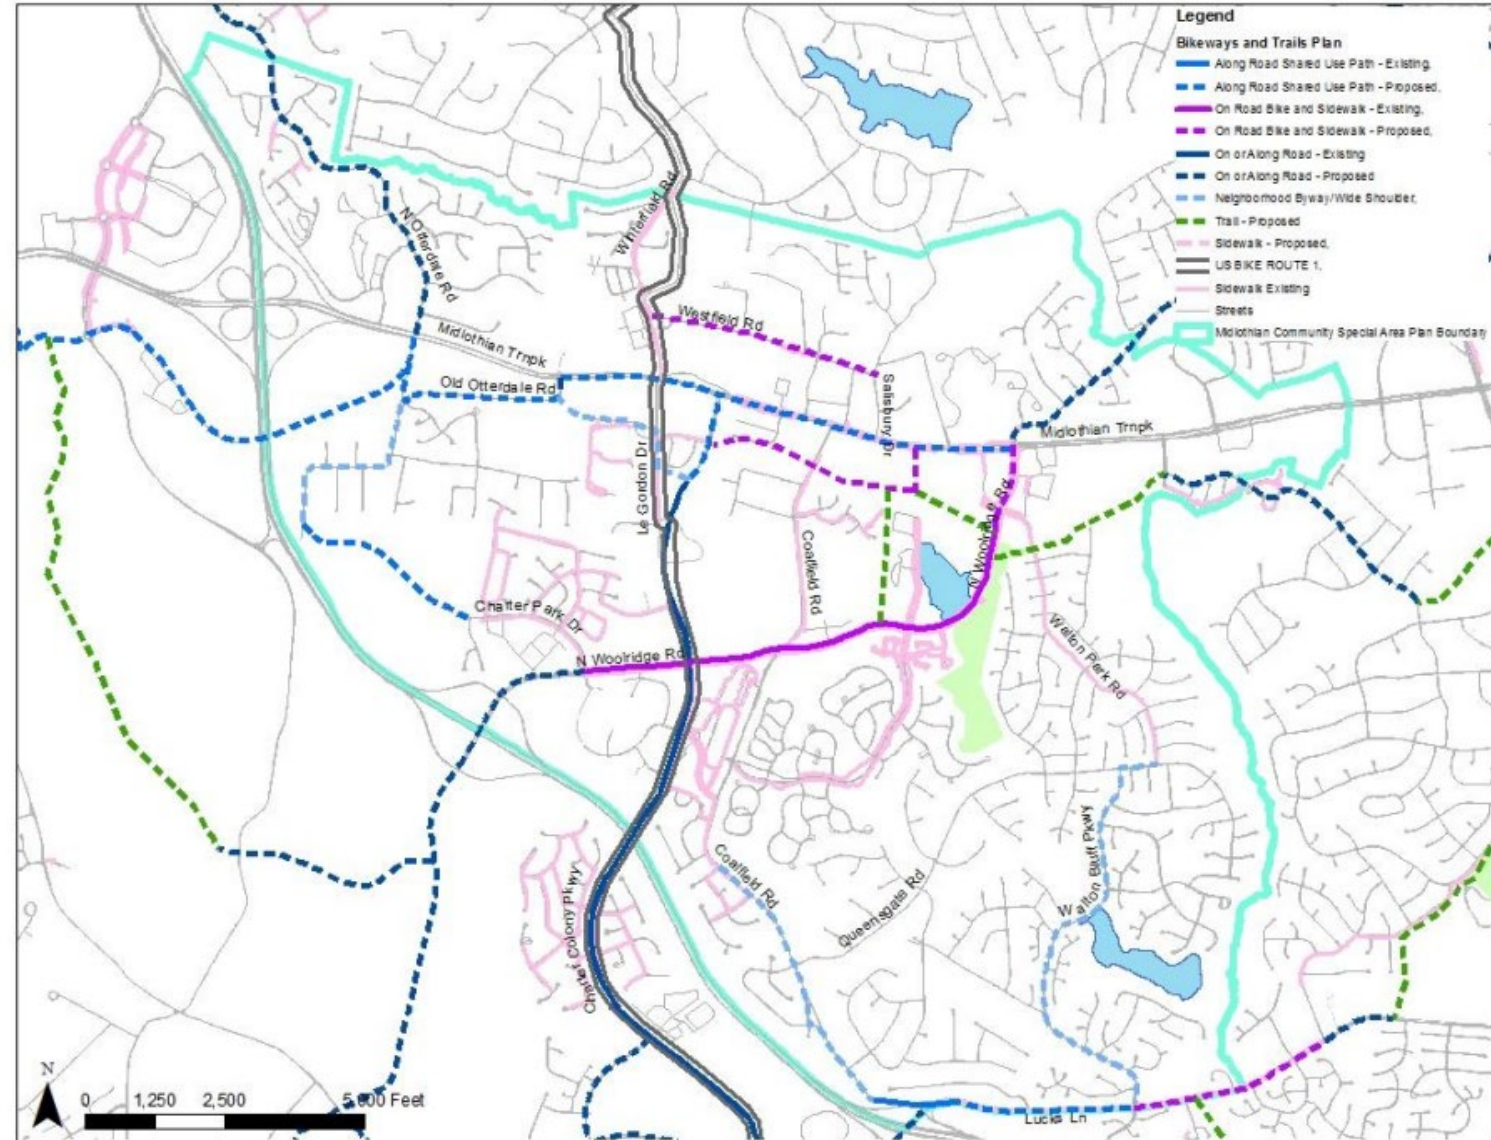 Legend
Bikeways and Trails Plan
Along Road Shared Use Path - Existing,
Along Road Shared Use Path - Proposed,
On Road Bike and Sidewalk - Existing,
On Road Bike and Sidewalk - Proposed,
On or Along Road - Existing
On or Along Road - Proposed
Neighborhood Byway/Wide Shoulder,
Trail - Proposed
Sidewalk - Proposed,
US BIKE ROUTE 1,
Sidewalk Existing
Streets
Midlothian Community Special Area Plan Boundary
Whitefield Rd
N Otterdale Rd
Westfield Rd
Midlothian Trnpk
Old Otterdale Rd
Salisbury Dr
Midlothian Trnpk
Le Gordon Dr
N Woolridge Rd
Coalfield Rd
Charter Park Dr
N Woolridge Rd
Walton Park Rd
Walton Bluff Pkwy
Coalfield Rd
Queensgate Rd
Charter Colony Pkwy
Lucks Ln
N
0 1,250 2,500 5,000 Feet